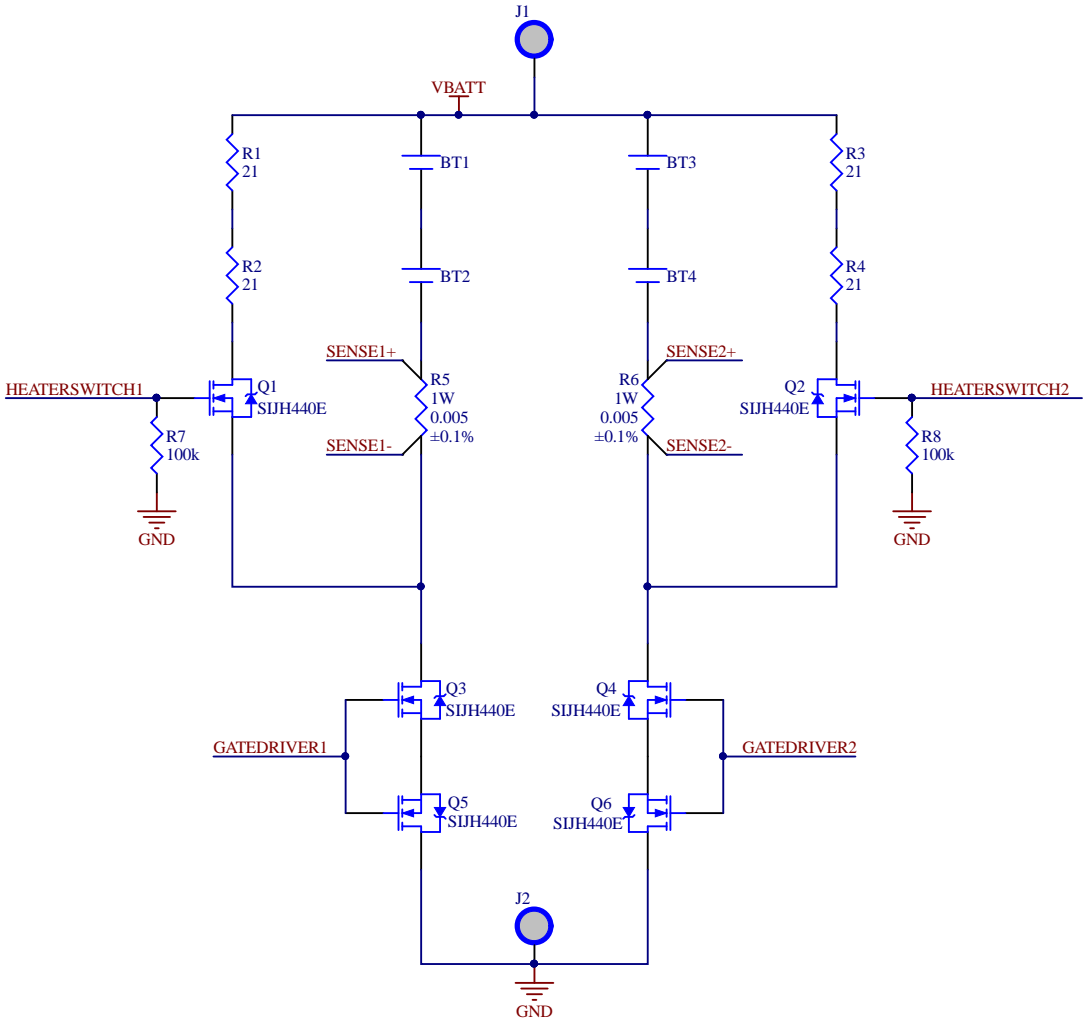 J1
VBATT
R1
21
BT1
BT3
R3
21
R2
21
BT2
BT4
R4
21
SENSE1+
SENSE2+
HEATERSWITCH1
Q1
SIJH440E
R5
1W
0.005
±0.1%
R6
1W
0.005
±0.1%
Q2
SIJH440E
HEATERSWITCH2
SENSE1-
SENSE2-
R7
100k
R8
100k
GND
GND
Q3
SIJH440E
Q4
SIJH440E
GATEDRIVER1
GATEDRIVER2
Q5
SIJH440E
Q6
SIJH440E
J2
GND